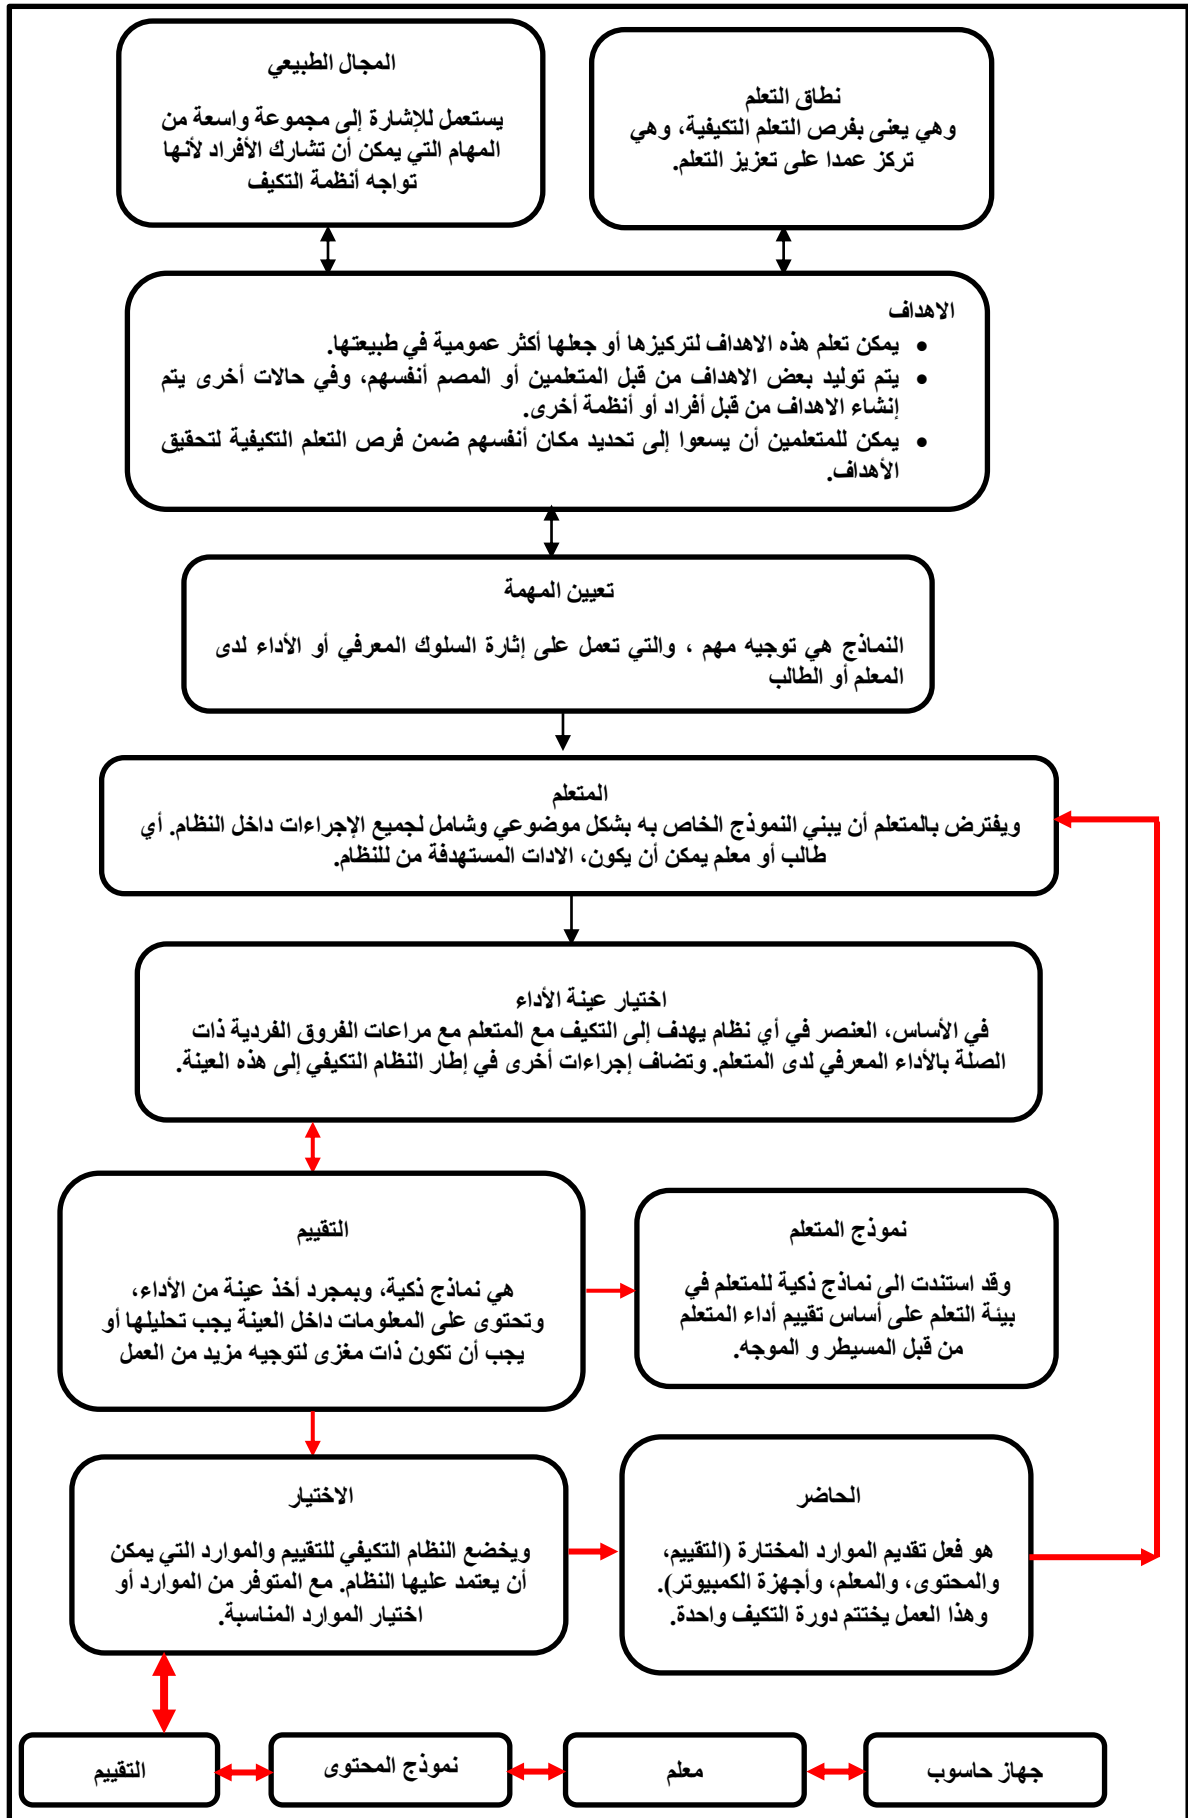 المجال الطبيعي
يستعمل للإشارة إلى مجموعة واسعة من
المهام التي يمكن أن تشارك الأفراد لأنها
تواجه أنظمة التكيف
نطاق التعلم
وهي يعنى بفرص التعلم التكيفية، وهي
تركز عمدا على تعزيز التعلم.
الاهداف
• يمكن تعلم هذه الاهداف لتركيزها أو جعلها أكثر عمومية في طبيعتها.
• يتم توليد بعض الاهداف من قبل المتعلمين أو المصم أنفسهم، وفي حالات أخرى يتم
إنشاء الاهداف من قبل أفراد أو أنظمة أخرى.
• يمكن للمتعلمين أن يسعوا إلى تحديد مكان أنفسهم ضمن فرص التعلم التكيفية لتحقيق
الأهداف.
تعيين المهمة
النماذج هي توجيه مهم ، والتي تعمل على إثارة السلوك المعرفي أو الأداء لدى
المعلم أو الطالب
المتعلم
ويفترض بالمتعلم أن يبني النموذج الخاص به بشكل موضوعي وشامل لجميع الإجراءات داخل النظام. أي
طالب أو معلم يمكن أن يكون، الادات المستهدفة من للنظام.
اختيار عينة الأداء
في الأساس، العنصر في أي نظام يهدف إلى التكيف مع المتعلم مع مراعات الفروق الفردية ذات
الصلة بالأداء المعرفي لدى المتعلم. وتضاف إجراءات أخرى في إطار النظام التكيفي إلى هذه العينة.
التقييم
هي نماذج ذكية، وبمجرد أخذ عينة من الأداء،
وتحتوى على المعلومات داخل العينة يجب تحليلها أو
يجب أن تكون ذات مغزى لتوجيه مزيد من العمل
نموذج المتعلم
وقد استندت الى نماذج ذكية للمتعلم في
بيئة التعلم على أساس تقييم أداء المتعلم
من قبل المسيطر و الموجه.
الاختيار
ويخضع النظام التكيفي للتقييم والموارد التي يمكن
أن يعتمد عليها النظام. مع المتوفر من الموارد أو
اختيار الموارد المناسبة.
الحاضر
هو فعل تقديم الموارد المختارة (التقييم،
والمحتوى، والمعلم، وأجهزة الكمبيوتر).
وهذا العمل يختتم دورة التكيف واحدة.
جهاز حاسوب
معلم
نموذج المحتوى
التقييم